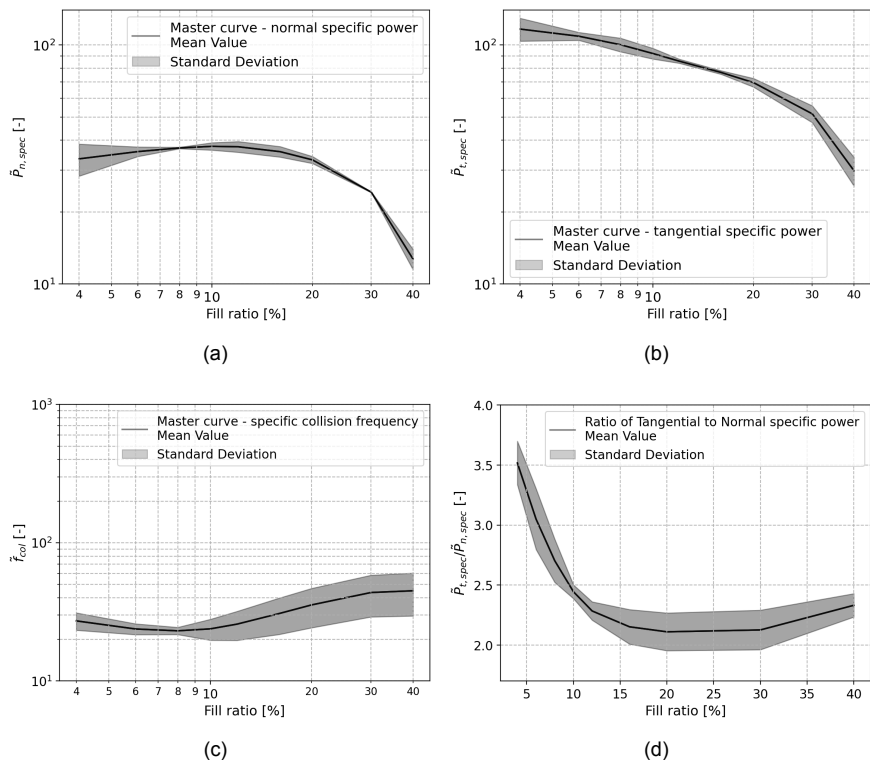 10²
10¹
P̃n,spec [-]
Master curve - normal specific power
Mean Value
Standard Deviation
4 5 6 7 8 9 10 20 30 40
Fill ratio [%]
(a)
10²
10¹
P̃t,spec [-]
Master curve - tangential specific power
Mean Value
Standard Deviation
4 5 6 7 8 9 10 20 30 40
Fill ratio [%]
(b)
10³
10²
10¹
f̃col [-]
Master curve - specific collision frequency
Mean Value
Standard Deviation
4 5 6 7 8 9 10 20 30 40
Fill ratio [%]
(c)
4.0
3.5
3.0
2.5
2.0
P̃t,spec/P̃n,spec [-]
Ratio of Tangential to Normal specific power
Mean Value
Standard Deviation
5 10 15 20 25 30 35 40
Fill ratio [%]
(d)